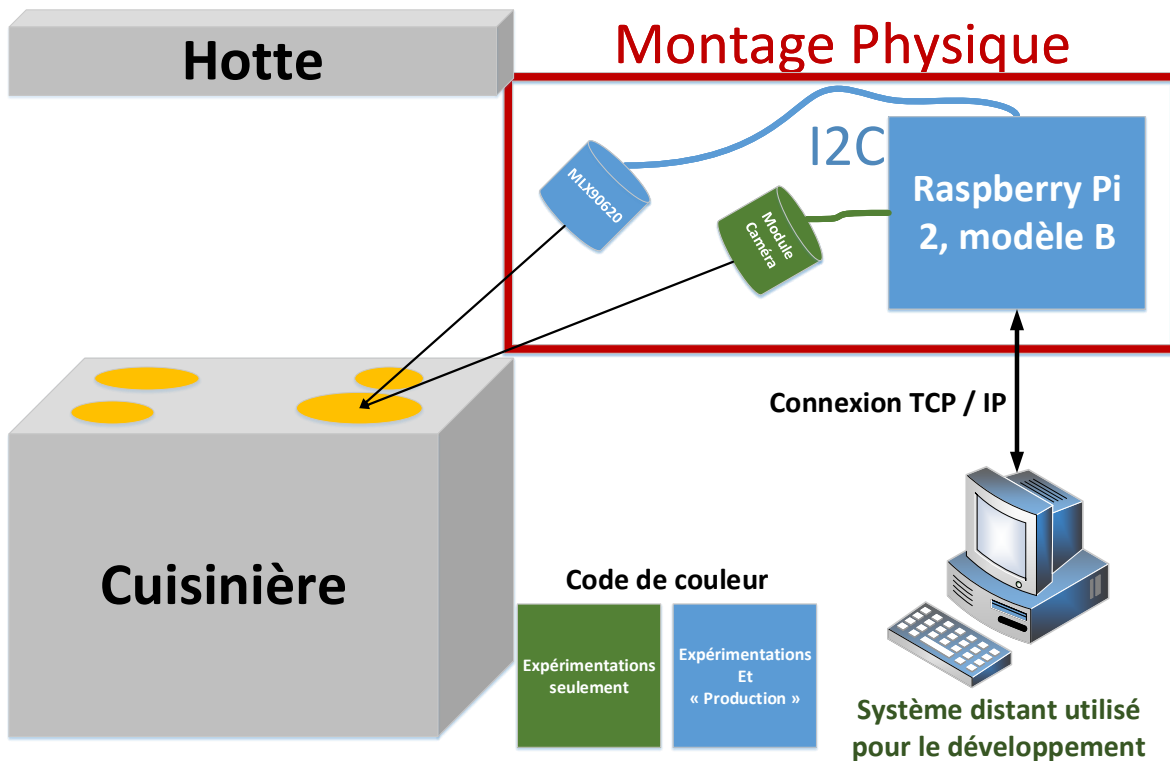 Hotte
Montage Physique
I2C
MLX90620
Module
Caméra
Raspberry Pi
2, modèle B
Connexion TCP / IP
Cuisinière
Code de couleur
Expérimentations
seulement
Expérimentations
Et
« Production »
Système distant utilisé
pour le développement